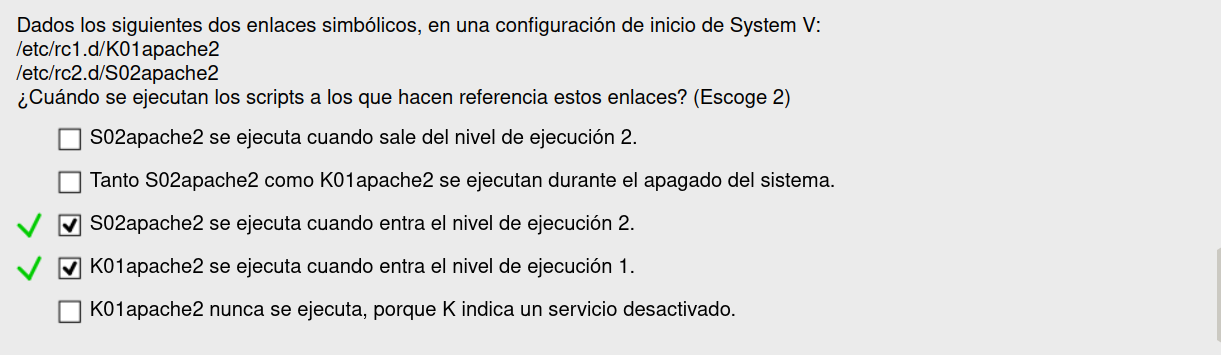 Dados los siguientes dos enlaces simbólicos, en una configuración de inicio de System V:
/etc/rc1.d/K01apache2
/etc/rc2.d/S02apache2
¿Cuándo se ejecutan los scripts a los que hacen referencia estos enlaces? (Escoge 2)
S02apache2 se ejecuta cuando sale del nivel de ejecución 2.
Tanto S02apache2 como K01apache2 se ejecutan durante el apagado del sistema.
S02apache2 se ejecuta cuando entra el nivel de ejecución 2.
K01apache2 se ejecuta cuando entra el nivel de ejecución 1.
K01apache2 nunca se ejecuta, porque K indica un servicio desactivado.